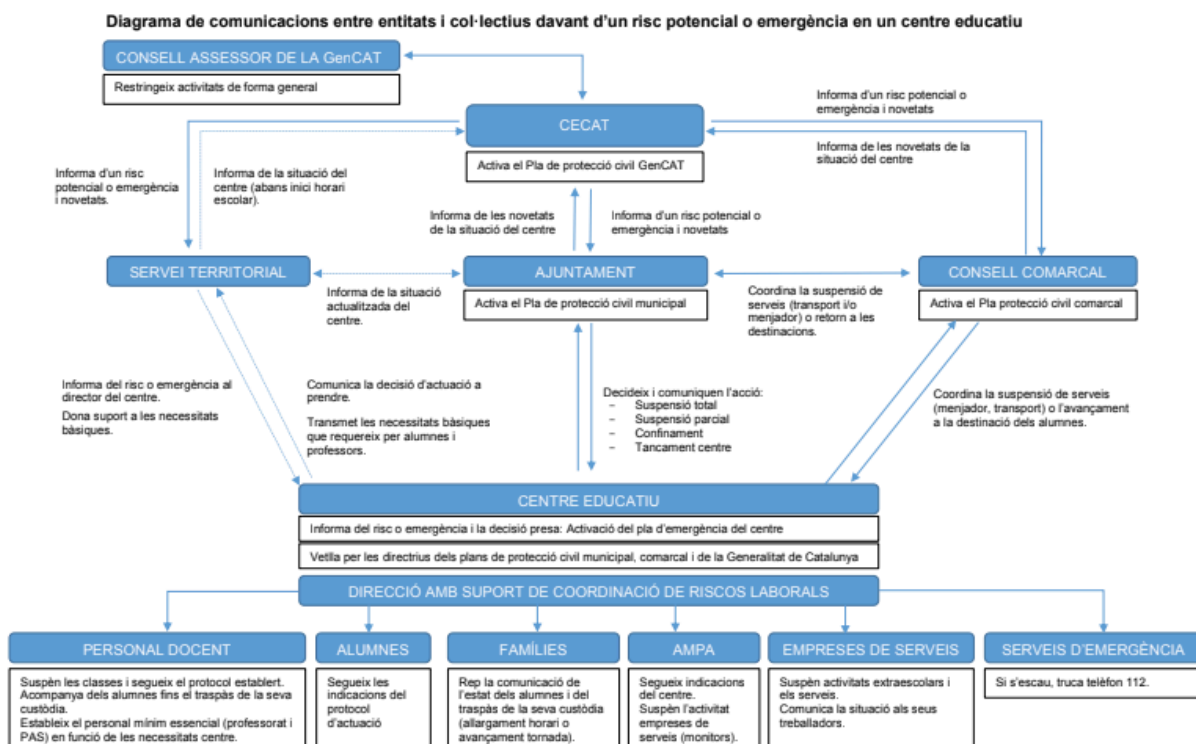 Diagrama de comunicacions entre entitats i col·lectius davant d'un risc potencial o emergència en un centre educatiu
CONSELL ASSESSOR DE LA GenCAT
Restringeix activitats de forma general
CECAT
Activa el Pla de protecció civil GenCAT
Informa d'un risc potencial o
emergència i novetats
Informa de les novetats de la
situació del centre
Informa d'un risc
potencial o emergència
i novetats.
Informa de la situació del
centre (abans inici horari
escolar).
Informa de les novetats
de la situació del centre
Informa d'un risc potencial o
emergència i novetats
SERVEI TERRITORIAL
AJUNTAMENT
Activa el Pla de protecció civil municipal
CONSELL COMARCAL
Activa el Pla protecció civil comarcal
Informa de la situació
actualitzada del
centre.
Coordina la suspensió de
serveis (transport i/o
menjador) o retorn a les
destinacions.
Informa del risc o emergència al
director del centre.
Dona suport a les necessitats
bàsiques.
Comunica la decisió d'actuació a
prendre.
Transmet les necessitats bàsiques
que requereix per alumnes i
professors.
Decideix i comuniquen l'acció:
- Suspensió total
- Suspensió parcial
- Confinament
- Tancament centre
Coordina la suspensió de serveis
(menjador, transport) o l'avançament
a la destinació dels alumnes.
CENTRE EDUCATIU
Informa del risc o emergència i la decisió presa: Activació del pla d'emergència del centre
Vetlla per les directrius dels plans de protecció civil municipal, comarcal i de la Generalitat de Catalunya
DIRECCIÓ AMB SUPORT DE COORDINACIÓ DE RISCOS LABORALS
PERSONAL DOCENT
Suspèn les classes i segueix el protocol establert.
Acompanya dels alumnes fins el traspàs de la seva
custòdia.
Estableix el personal mínim essencial (professorat i
PAS) en funció de les necessitats centre.
ALUMNES
Segueix les
indicacions del
protocol
d'actuació
FAMÍLIES
Rep la comunicació de
l'estat dels alumnes i del
traspàs de la seva custòdia
(allargament horari o
avançament tornada).
AMPA
Segueix indicacions
del centre.
Suspèn l'activitat
empreses de
serveis (monitors).
EMPRESES DE SERVEIS
Suspèn activitats extraescolars i
els serveis.
Comunica la situació als seus
treballadors.
SERVEIS D'EMERGÈNCIA
Si s'escau, truca telèfon 112.